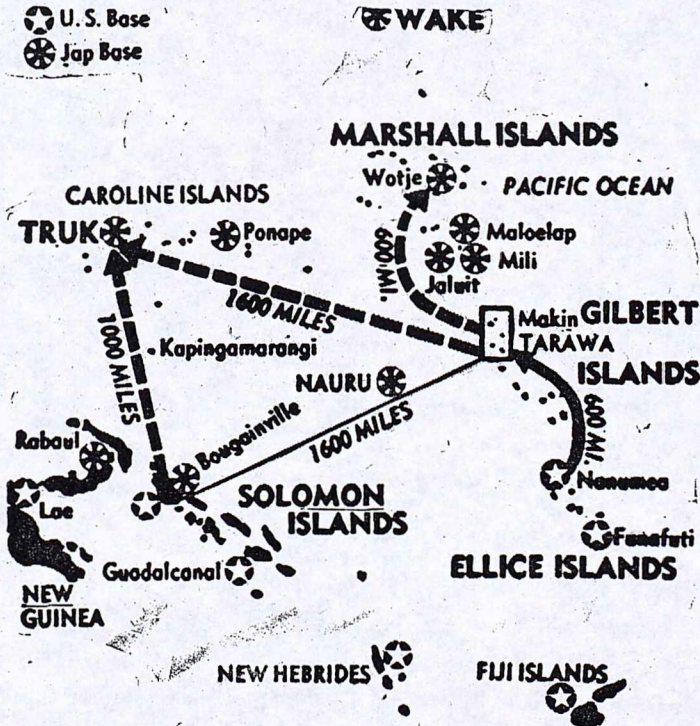 U.S. Base
Jap Base
WAKE
MARSHALL ISLANDS
Wotje
PACIFIC OCEAN
CAROLINE ISLANDS
TRUK
Ponape
Maloelap
Mili
Jaluit
600 MI.
1600 MILES
1000 MILES
Kapingamarangi
Makin
GILBERT
TARAWA
ISLANDS
NAURU
1600 MILES
600 MI.
Rabaul
Bougainville
Lae
SOLOMON
ISLANDS
Nanumea
Funafuti
Guadalcanal
ELLICE ISLANDS
NEW
GUINEA
NEW HEBRIDES
FIJI ISLANDS